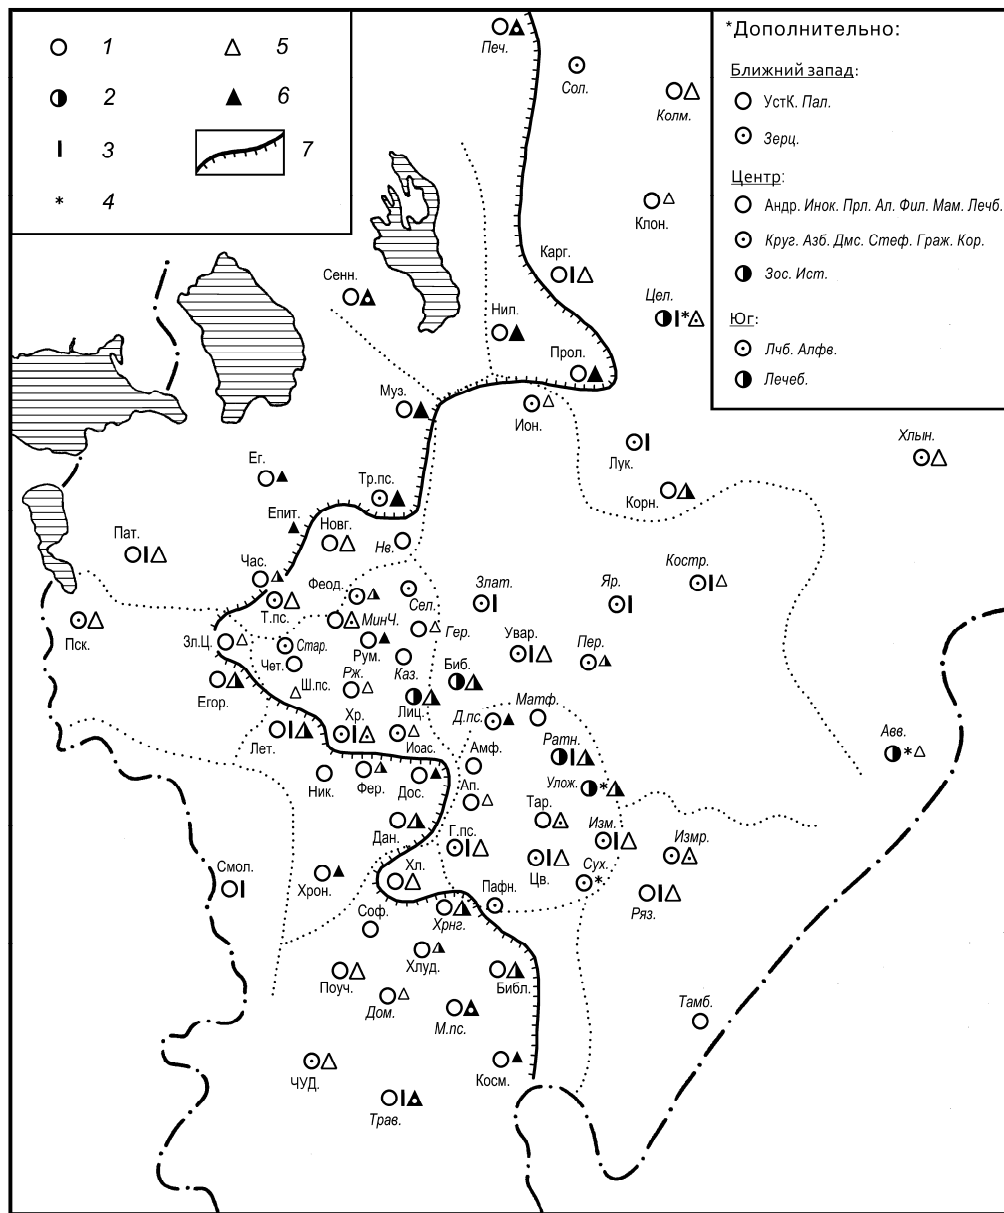 1
5
2
6
3
7
4
*Дополнительно:
Ближний запад:
УстК. Пал.
Зерц.
Центр:
Андр. Инок. Прл. Ал. Фил. Мам. Лечб.
Круг. Азб. Дмс. Стеф. Граж. Кор.
Зос. Ист.
Юг:
Лчб. Алфв.
Лечеб.
Печ.
Сол.
Колм.
Клон.
Карг.
Сенн.
Цел.
Нип.
Прол.
Муз.
Ион.
Хлын.
Лук.
Ег.
Тр.пс.
Корн.
Епит.
Новг.
Пат.
Нв.
Час.
Феод.
Злат.
Яр.
Костр.
Сел.
Т.пс.
МинЧ.
Пск.
Зл.Ц.
Стар.
Гер.
Увар.
Пер.
Рум.
Чет.
Каз.
Биб.
Рж.
Ш.пс.
Егор.
Матф.
Лиц.
Д.пс.
Хр.
Лет.
Иоас.
Амф.
Ратн.
Авв.
Ник.
Фер.
Дос.
Ап.
Улож.
Тар.
Дан.
Г.пс.
Изм.
Измр.
Смол.
Хл.
Цв.
Сух.
Хрон.
Пафн.
Ряз.
Соф.
Хрнг.
Хлуд.
Поуч.
Библ.
Дом.
М.пс.
Тамб.
ЧУД.
Косм.
Трав.